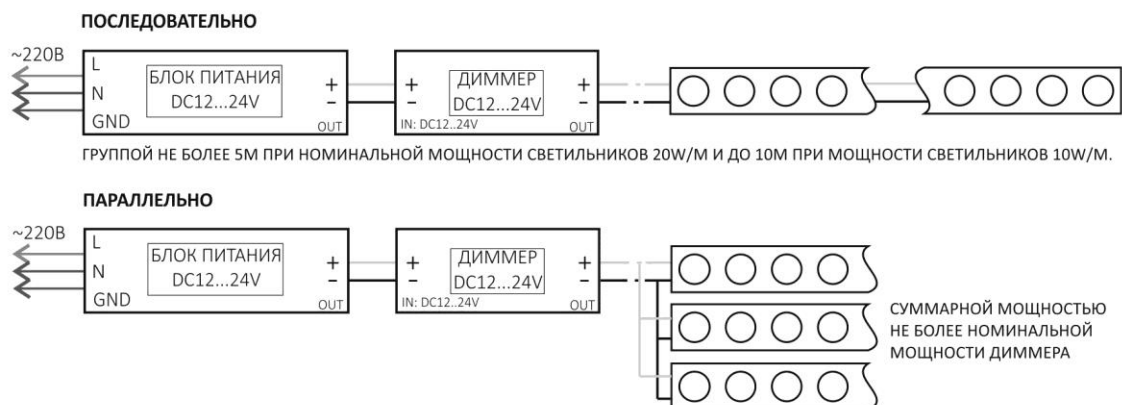 ПОСЛЕДОВАТЕЛЬНО
~220В
L
N
GND
БЛОК ПИТАНИЯ
DC12...24V
+
−
OUT
+
−
IN: DC12..24V
ДИММЕР
DC12...24V
+
−
OUT
ГРУППОЙ НЕ БОЛЕЕ 5М ПРИ НОМИНАЛЬНОЙ МОЩНОСТИ СВЕТИЛЬНИКОВ 20W/M И ДО 10М ПРИ МОЩНОСТИ СВЕТИЛЬНИКОВ 10W/M.
ПАРАЛЛЕЛЬНО
~220В
L
N
GND
БЛОК ПИТАНИЯ
DC12...24V
+
−
OUT
+
−
IN: DC12..24V
ДИММЕР
DC12...24V
+
−
OUT
СУММАРНОЙ МОЩНОСТЬЮ
НЕ БОЛЕЕ НОМИНАЛЬНОЙ
МОЩНОСТИ ДИММЕРА